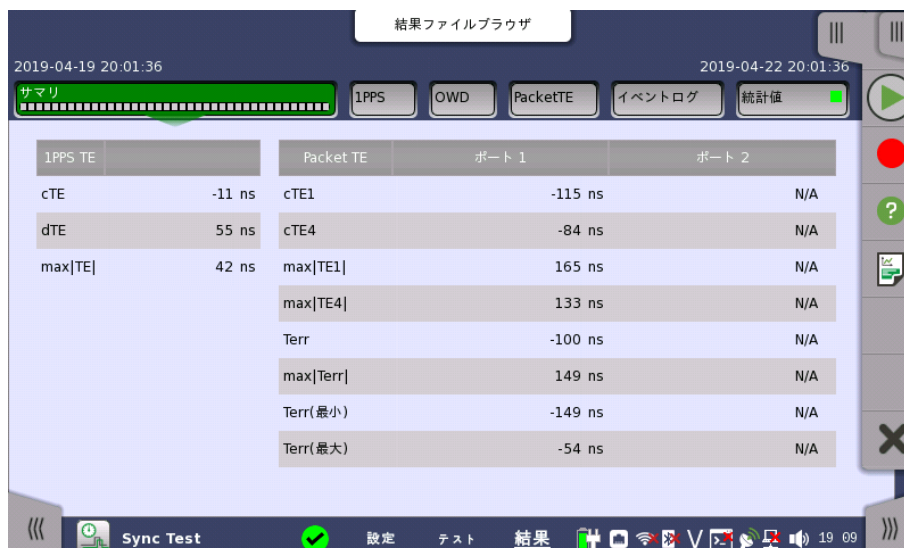 結果ファイルブラウザ
2019-04-19 20:01:36 2019-04-22 20:01:36
サマリ 1PPS OWD PacketTE イベントログ 統計値
1PPS TE Packet TE ポート 1 ポート 2
cTE -11 ns cTE1 -115 ns N/A
dTE 55 ns cTE4 -84 ns N/A
max|TE| 42 ns max|TE1| 165 ns N/A
max|TE4| 133 ns N/A
Terr -100 ns N/A
max|Terr| 149 ns N/A
Terr(最小) -149 ns N/A
Terr(最大) -54 ns N/A
Sync Test 設定 テスト 結果 19 09